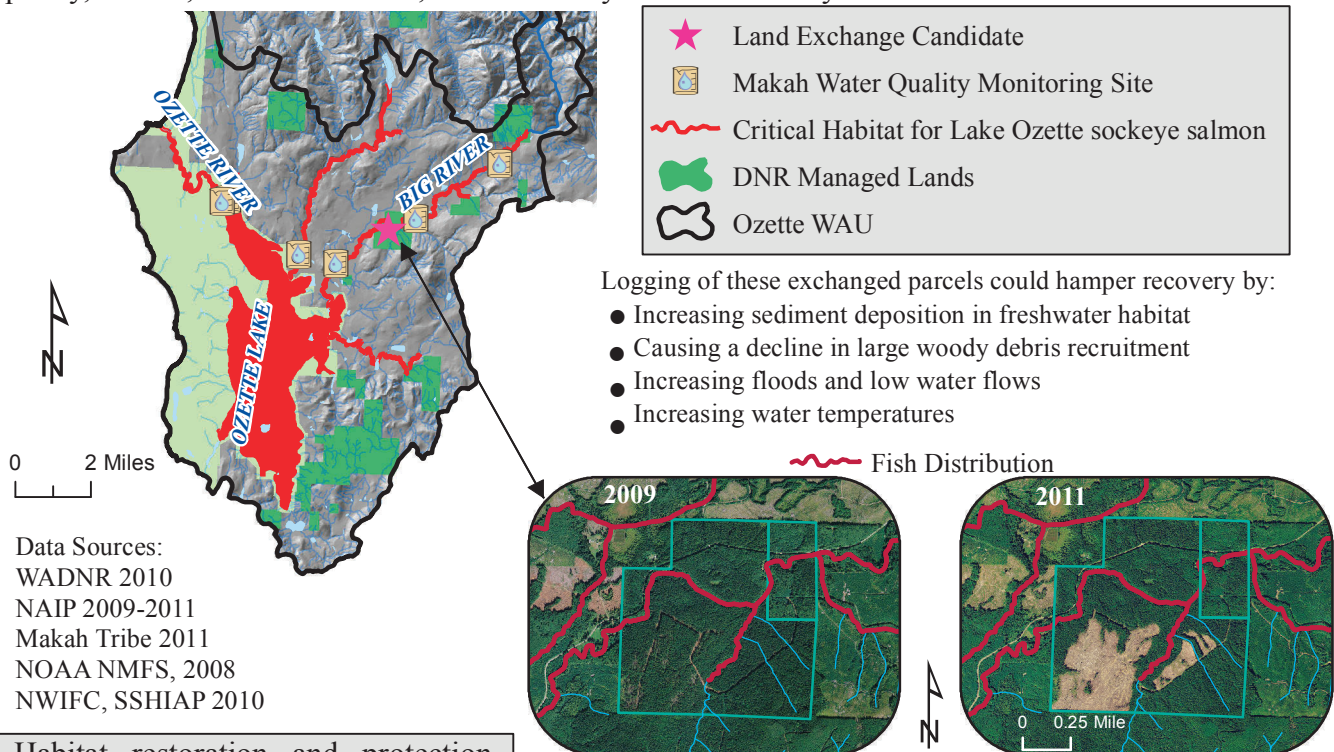 Land Exchange Candidate
Makah Water Quality Monitoring Site
Critical Habitat for Lake Ozette sockeye salmon
DNR Managed Lands
Ozette WAU
OZETTE RIVER
BIG RIVER
OZETTE LAKE
N
0 2 Miles
Logging of these exchanged parcels could hamper recovery by:
● Increasing sediment deposition in freshwater habitat
● Causing a decline in large woody debris recruitment
● Increasing floods and low water flows
● Increasing water temperatures
Fish Distribution
2009
2011
N
0 0.25 Mile
Data Sources:
WADNR 2010
NAIP 2009-2011
Makah Tribe 2011
NOAA NMFS, 2008
NWIFC, SSHIAP 2010
Habitat restoration and protection